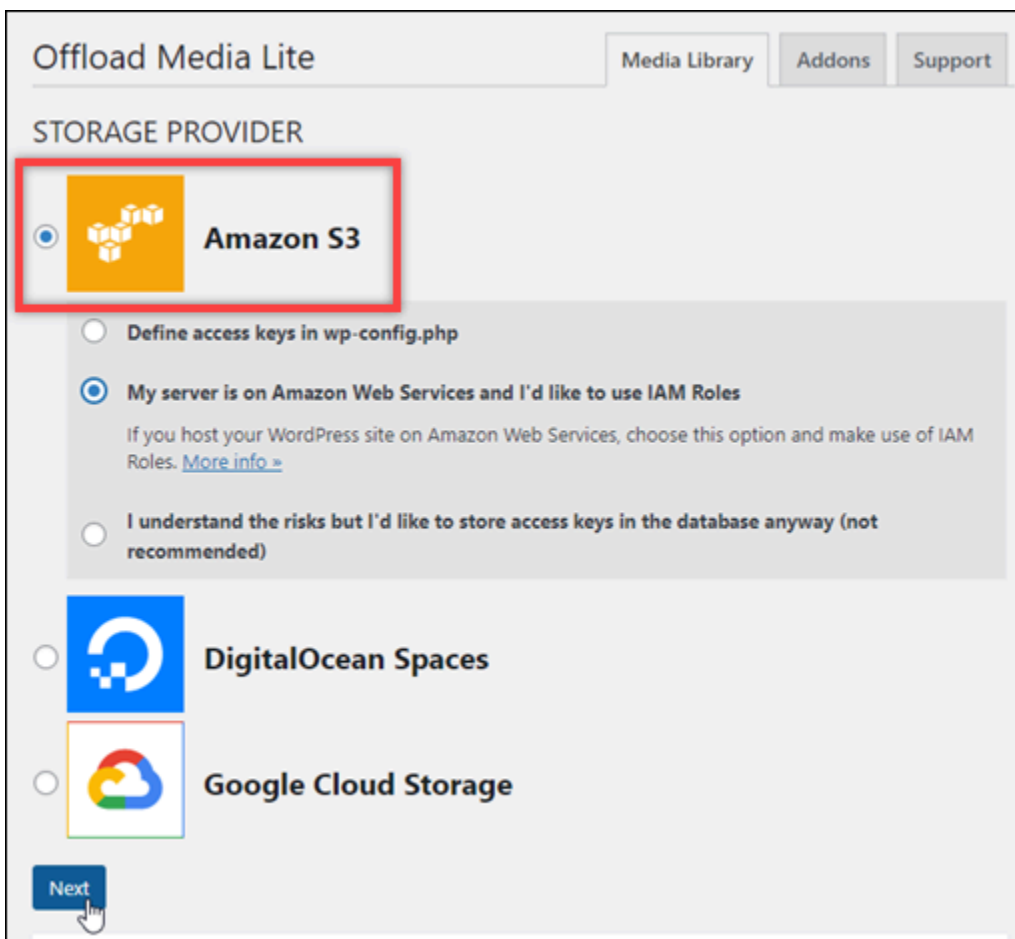 Offload Media Lite
Media Library
Addons
Support
STORAGE PROVIDER
Amazon S3
Define access keys in wp-config.php
My server is on Amazon Web Services and I'd like to use IAM Roles
If you host your WordPress site on Amazon Web Services, choose this option and make use of IAM
Roles. More info »
I understand the risks but I'd like to store access keys in the database anyway (not
recommended)
DigitalOcean Spaces
Google Cloud Storage
Next